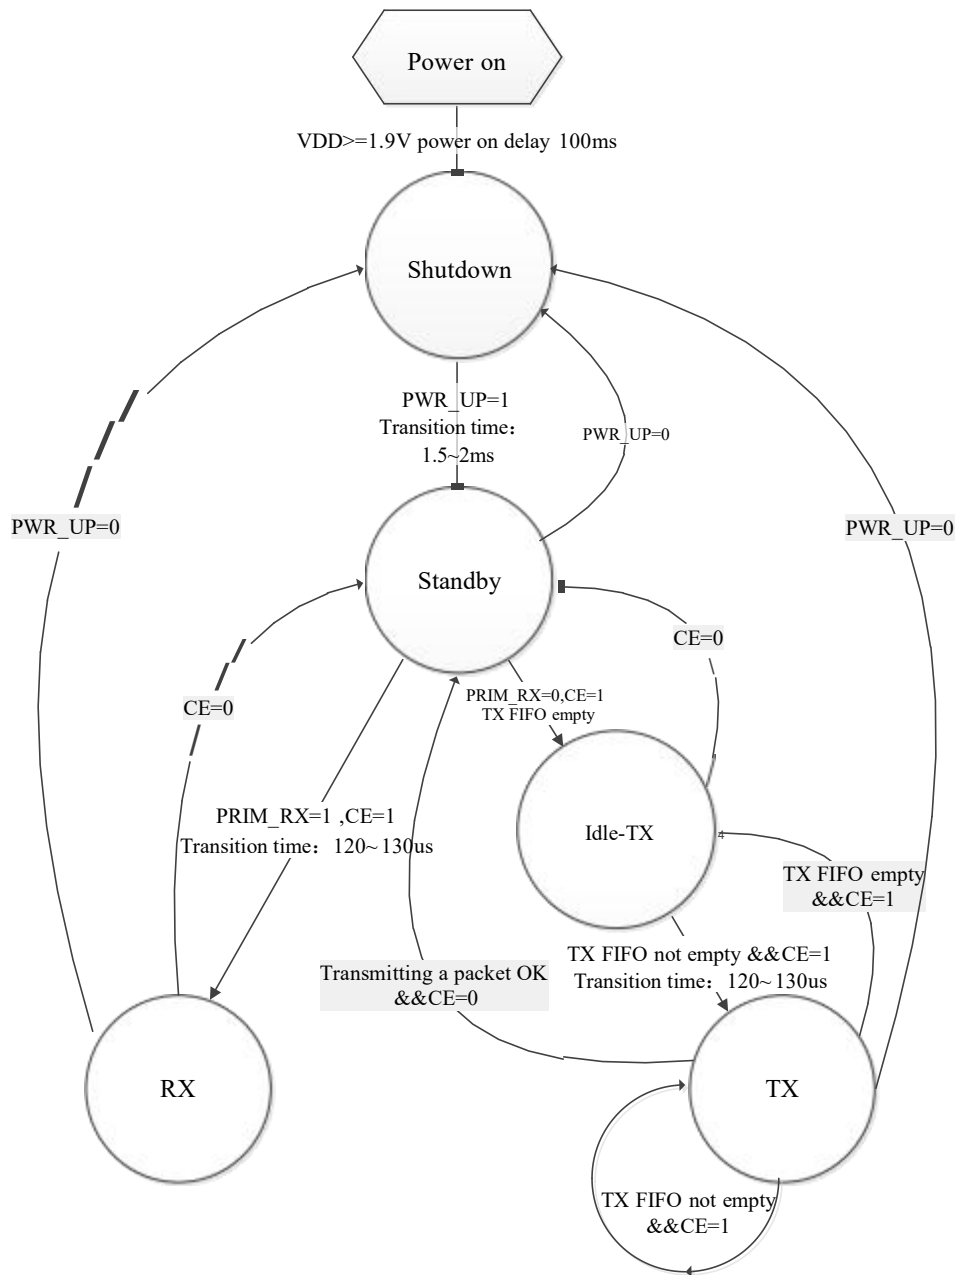 Power on
VDD>=1.9V power on delay 100ms
Shutdown
PWR_UP=1
Transition time：
1.5~2ms
PWR_UP=0
PWR_UP=0
PWR_UP=0
Standby
CE=0
CE=0
PRIM_RX=0,CE=1
TX FIFO empty
PRIM_RX=1 ,CE=1
Transition time：120~130us
Idle-TX
TX FIFO empty
&&CE=1
TX FIFO not empty &&CE=1
Transition time：120~130us
Transmitting a packet OK
&&CE=0
RX
TX
TX FIFO not empty
&&CE=1